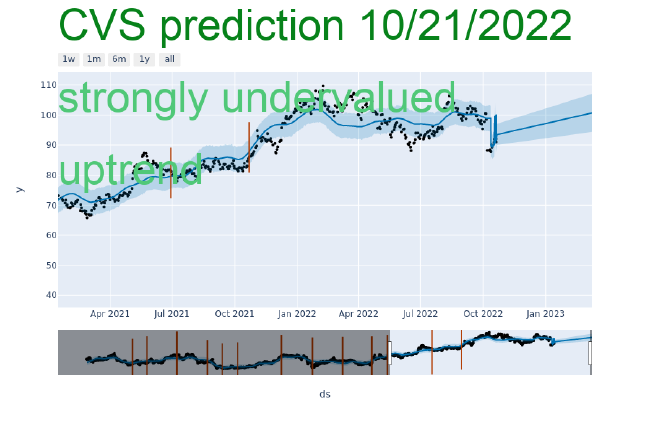 CVS prediction 10/21/2022
1w 1m 6m 1y all
110
strongly undervalued
100
90
uptrend
80
70
60
50
40
y
Apr 2021 Jul 2021 Oct 2021 Jan 2022 Apr 2022 Jul 2022 Oct 2022 Jan 2023
ds